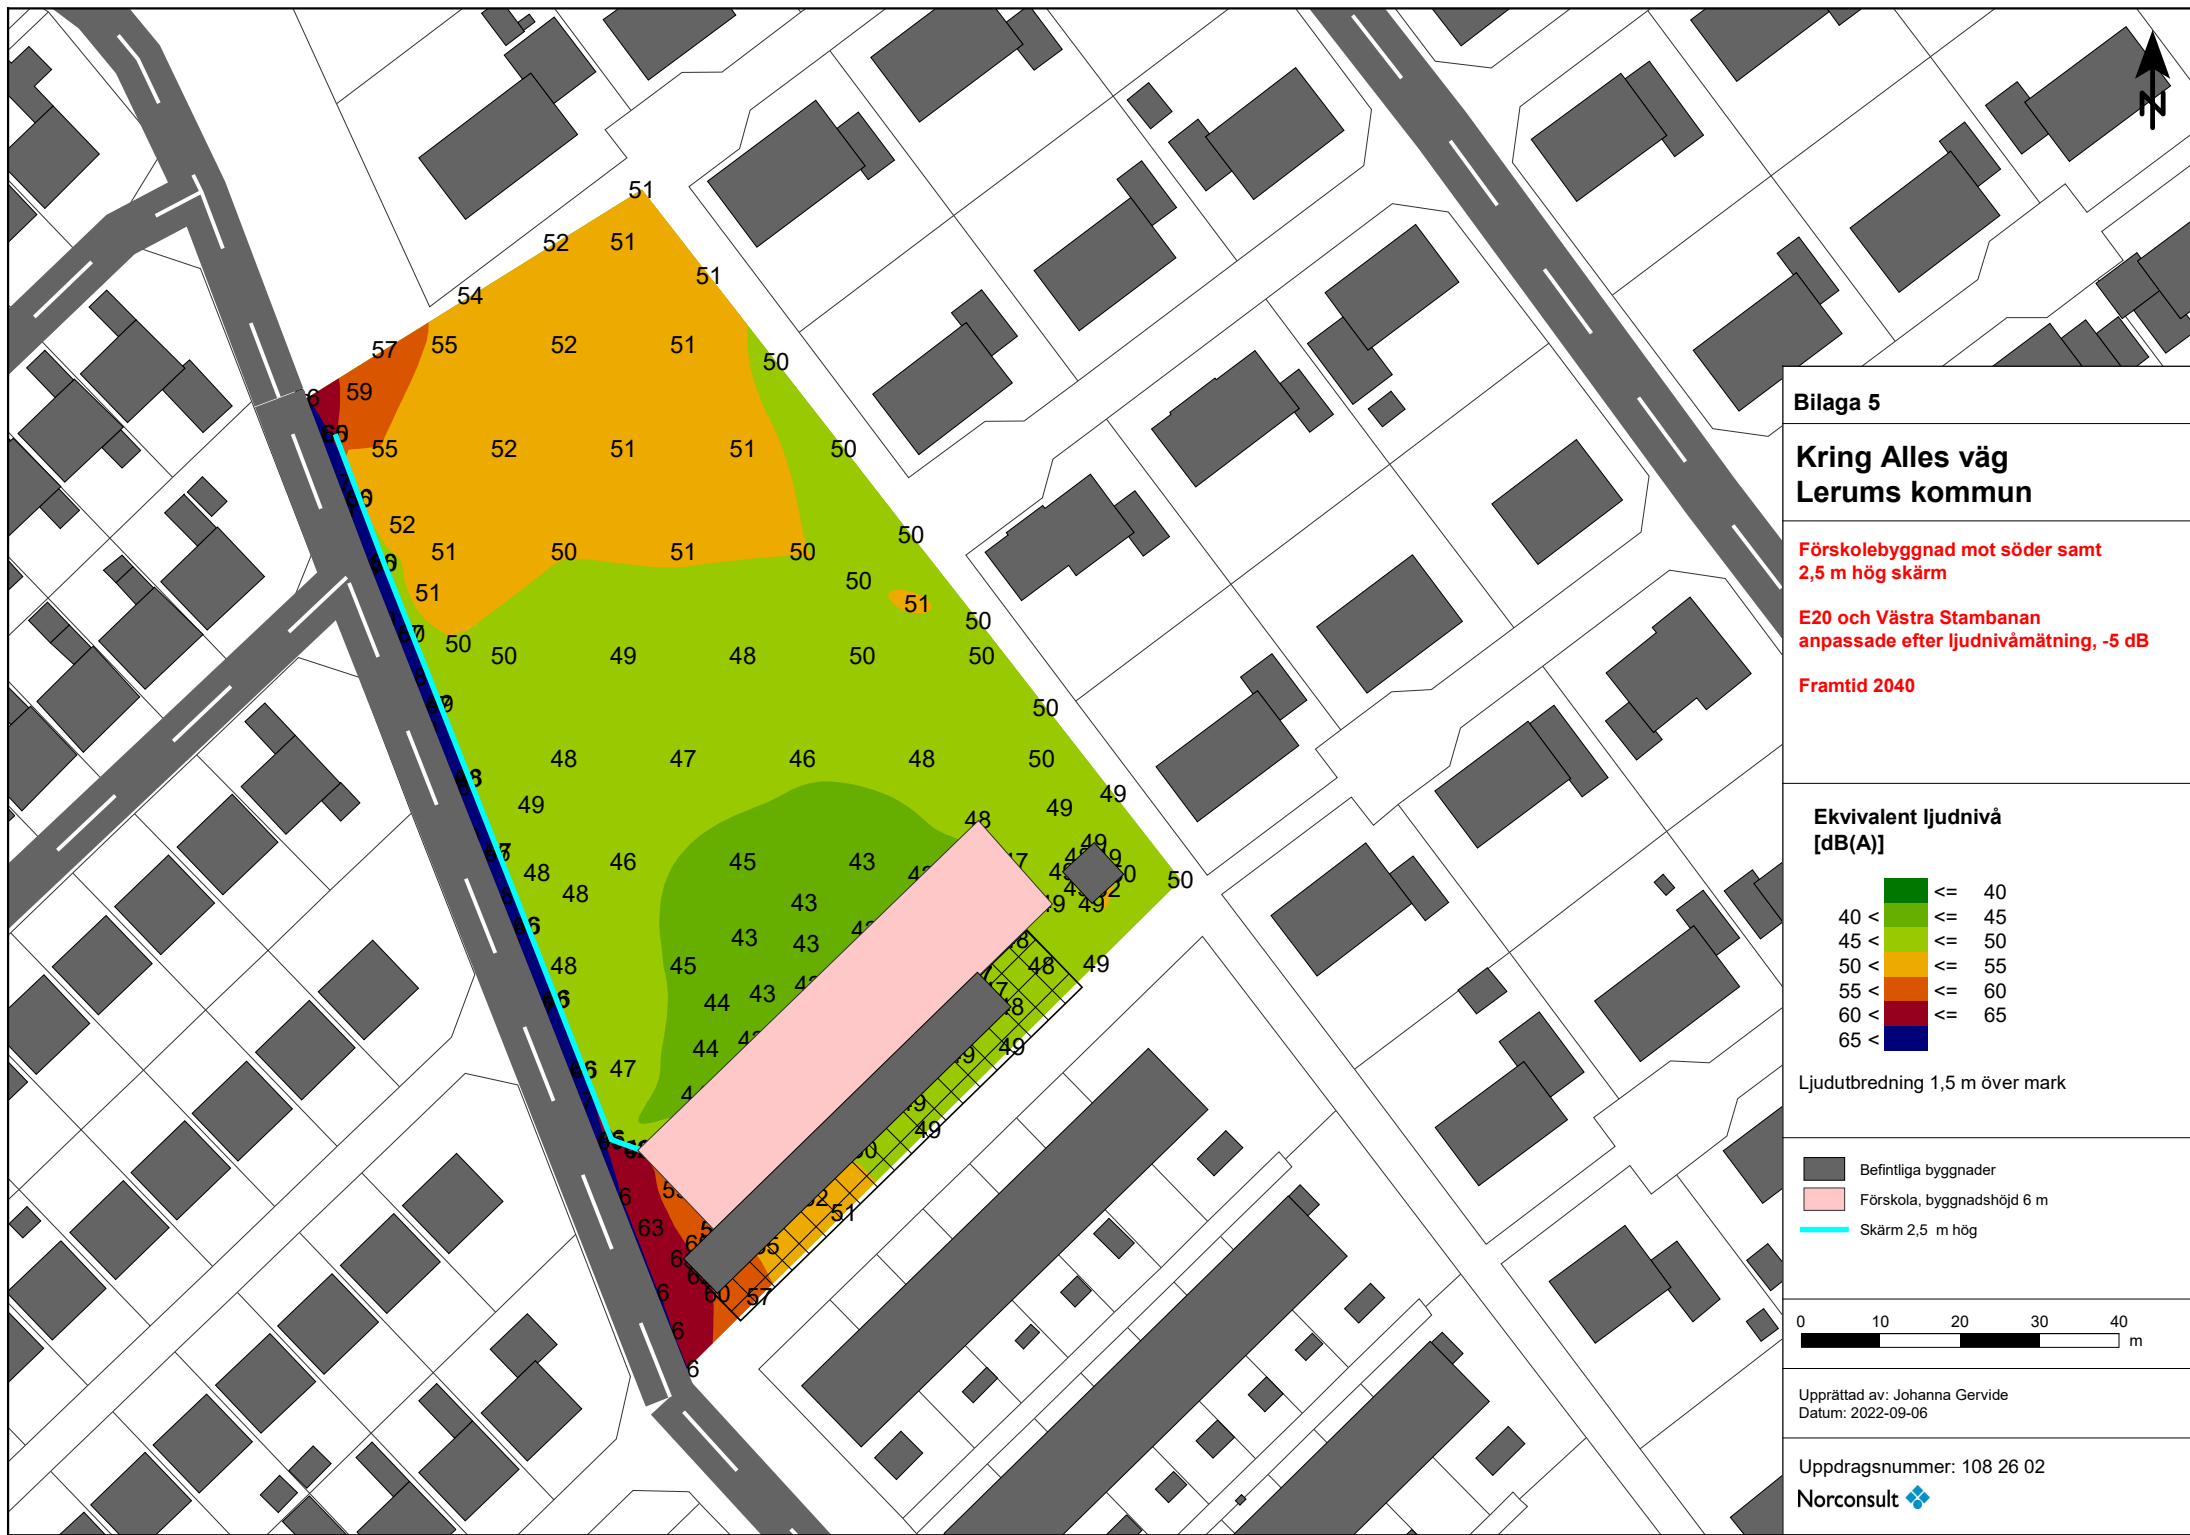 51
52
51
51
54
57
55
52
51
50
59
55
52
51
51
50
52
50
51
50
51
50
50
51
51
50
50
50
49
48
50
50
50
48
47
46
48
50
49
49
49
48
46
45
43
48
48
43
50
43
43
48
45
48
49
44
43
47
44
49
49
51
63
57
N
Bilaga 5
Kring Alles väg
Lerums kommun
Förskolebyggnad mot söder samt
2,5 m hög skärm
E20 och Västra Stambanan
anpassade efter ljudnivåmätning, -5 dB
Framtid 2040
Ekvivalent ljudnivå
[dB(A)]
<= 40
40 < <= 45
45 < <= 50
50 < <= 55
55 < <= 60
60 < <= 65
65 <
Ljudutbredning 1,5 m över mark
Befintliga byggnader
Förskola, byggnadshöjd 6 m
Skärm 2,5 m hög
0 10 20 30 40
m
Upprättad av: Johanna Gervide
Datum: 2022-09-06
Uppdragsnummer: 108 26 02
Norconsult